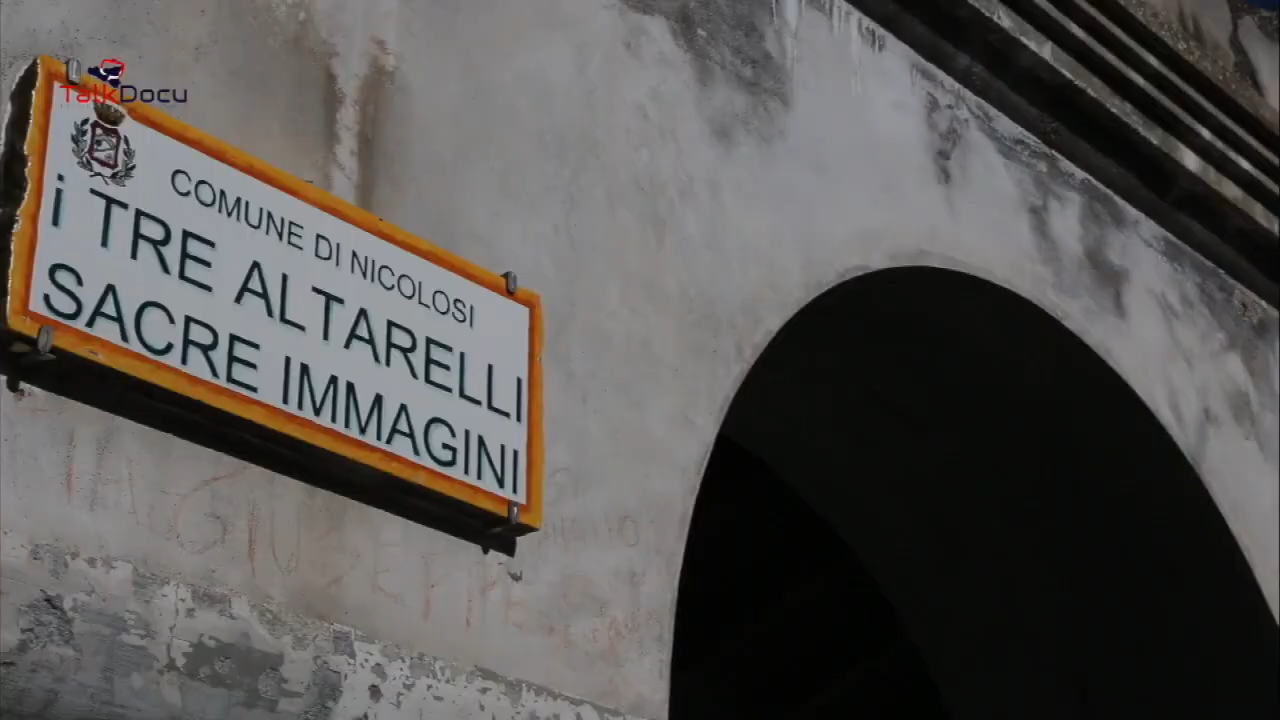 TalkDocu
COMUNE DI NICOLOSI
i TRE ALTARELLI
SACRE IMMAGINI